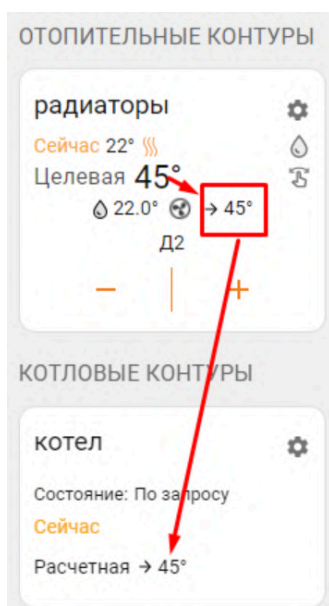 ОТОПИТЕЛЬНЫЕ КОНТУРЫ
радиаторы
Сейчас 22°
Целевая 45°
22.0° → 45°
Д2
− +
КОТЛОВЫЕ КОНТУРЫ
котел
Состояние: По запросу
Сейчас
Расчетная → 45°